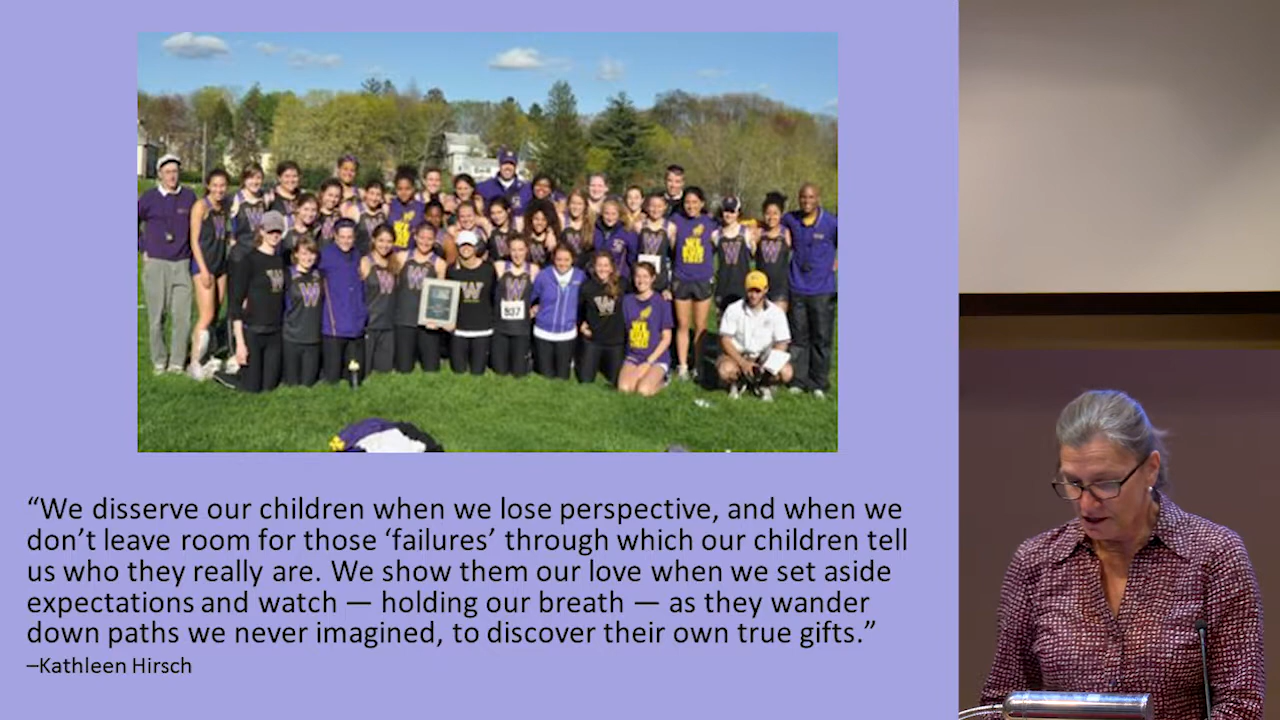 W W W W W W
937
“We disserve our children when we lose perspective, and when we
don’t leave room for those ‘failures’ through which our children tell
us who they really are. We show them our love when we set aside
expectations and watch — holding our breath — as they wander
down paths we never imagined, to discover their own true gifts.”
–Kathleen Hirsch